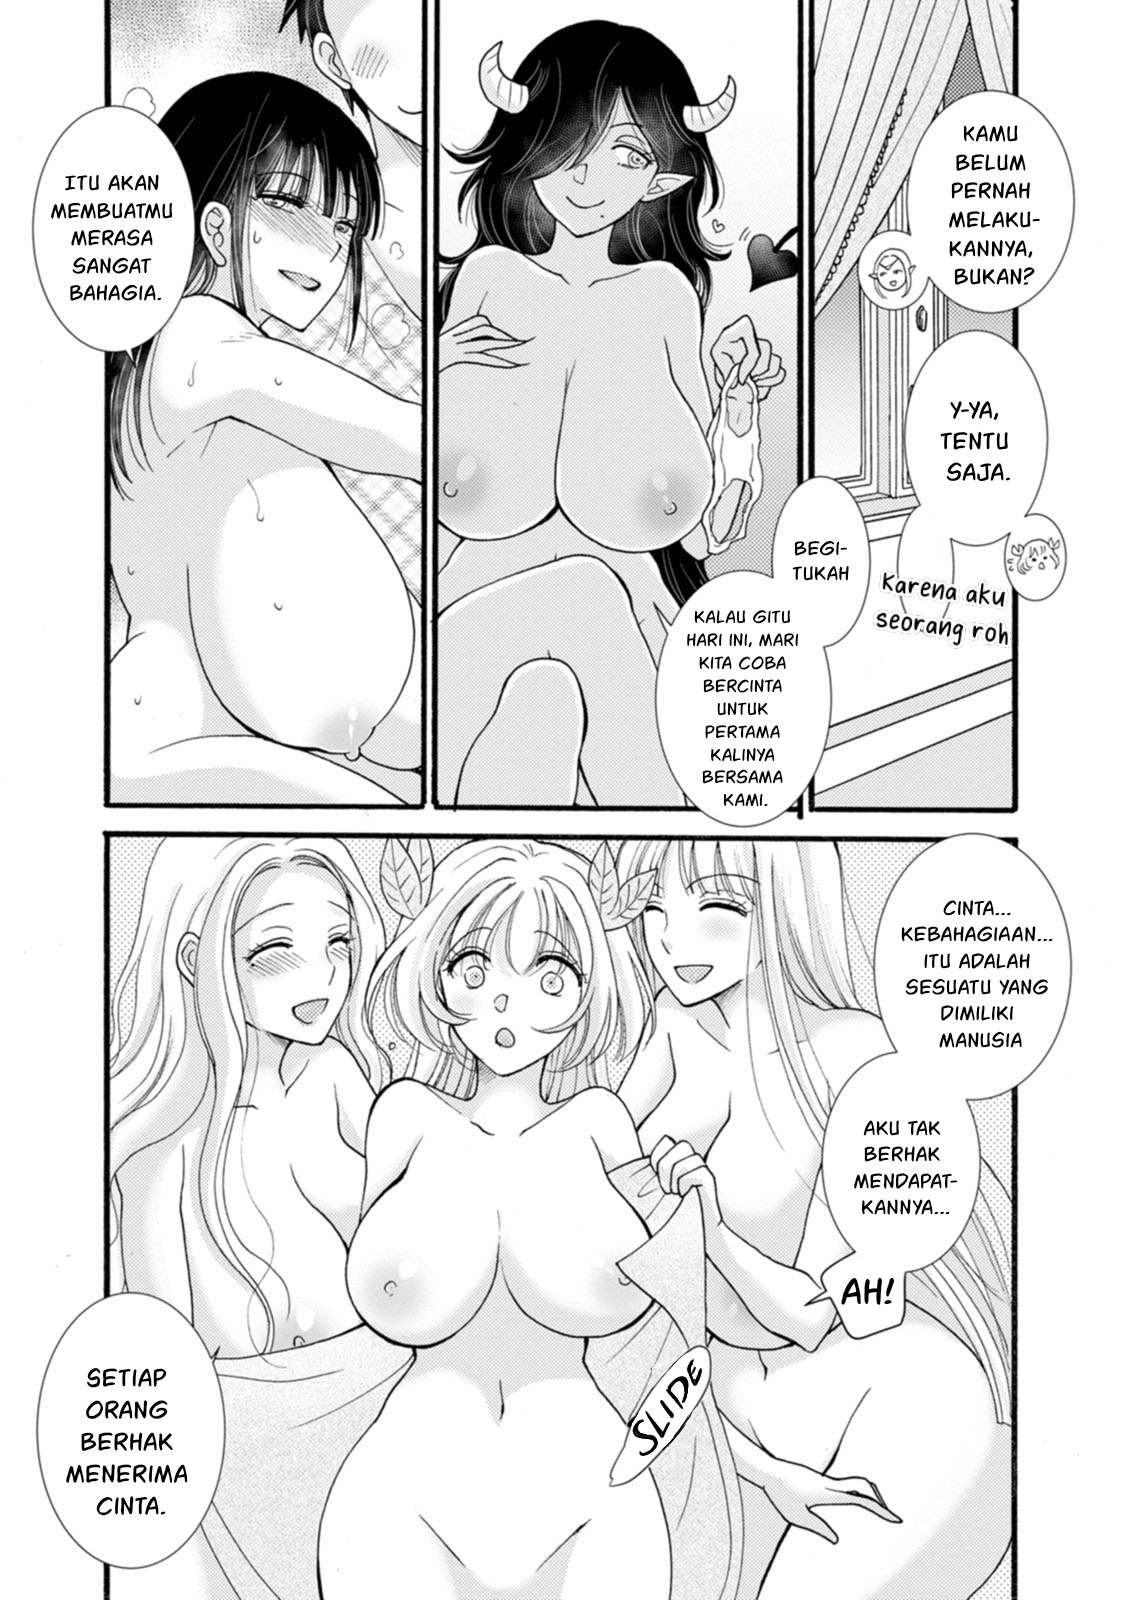 KAMU
BELUM
PERNAH
MELAKU-
KANNYA,
BUKAN?
Y-YA,
TENTU
SAJA.
Karena aku
seorang roh
BEGI-
TUKAH
KALAU GITU
HARI INI, MARI
KITA COBA
BERCINTA
UNTUK
PERTAMA
KALINYA
BERSAMA
KAMI.
ITU AKAN
MEMBUATMU
MERASA
SANGAT
BAHAGIA.
CINTA...
KEBAHAGIAAN...
ITU ADALAH
SESUATU YANG
DIMILIKI
MANUSIA
AKU TAK
BERHAK
MENDAPAT-
KANNYA...
AH!
SLIDE
SETIAP
ORANG
BERHAK
MENERIMA
CINTA.